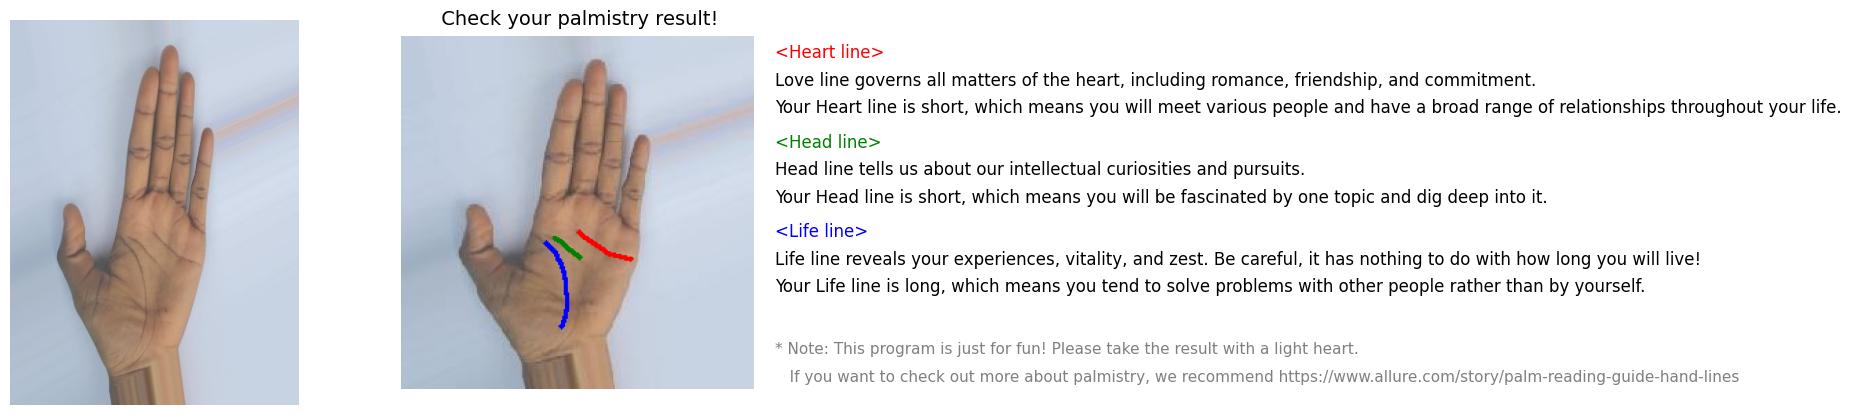 Check your palmistry result!
<Heart line>
Love line governs all matters of the heart, including romance, friendship, and commitment.
Your Heart line is short, which means you will meet various people and have a broad range of relationships throughout your life.
<Head line>
Head line tells us about our intellectual curiosities and pursuits.
Your Head line is short, which means you will be fascinated by one topic and dig deep into it.
<Life line>
Life line reveals your experiences, vitality, and zest. Be careful, it has nothing to do with how long you will live!
Your Life line is long, which means you tend to solve problems with other people rather than by yourself.
* Note: This program is just for fun! Please take the result with a light heart.
If you want to check out more about palmistry, we recommend https://www.allure.com/story/palm-reading-guide-hand-lines